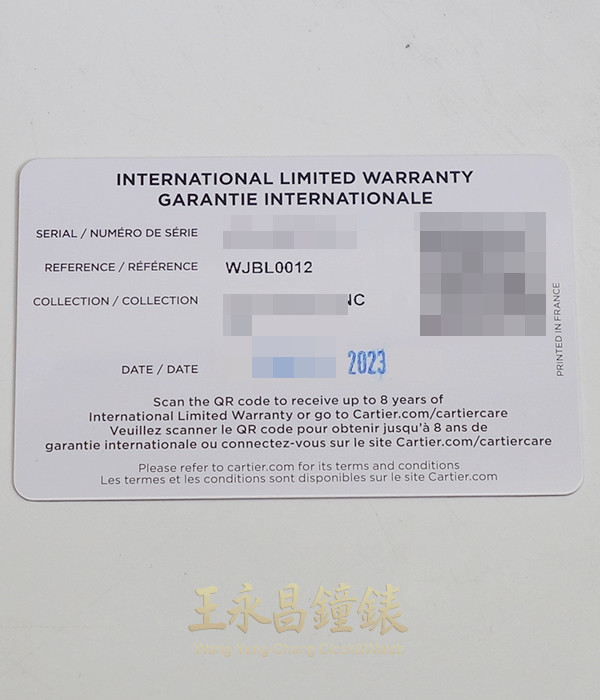 INTERNATIONAL LIMITED WARRANTY
GARANTIE INTERNATIONALE
SERIAL / NUMÉRO DE SÉRIE
REFERENCE / RÉFÉRENCE WJBL0012
COLLECTION / COLLECTION NC
DATE / DATE 2023
PRINTED IN FRANCE
Scan the QR code to receive up to 8 years of
International Limited Warranty or go to Cartier.com/cartiercare
Veuillez scanner le QR code pour obtenir jusqu'à 8 ans de
garantie internationale ou connectez-vous sur le site Cartier.com/cartiercare
Please refer to cartier.com for its terms and conditions
Les termes et les conditions sont disponibles sur le site Cartier.com
王永昌鐘錶